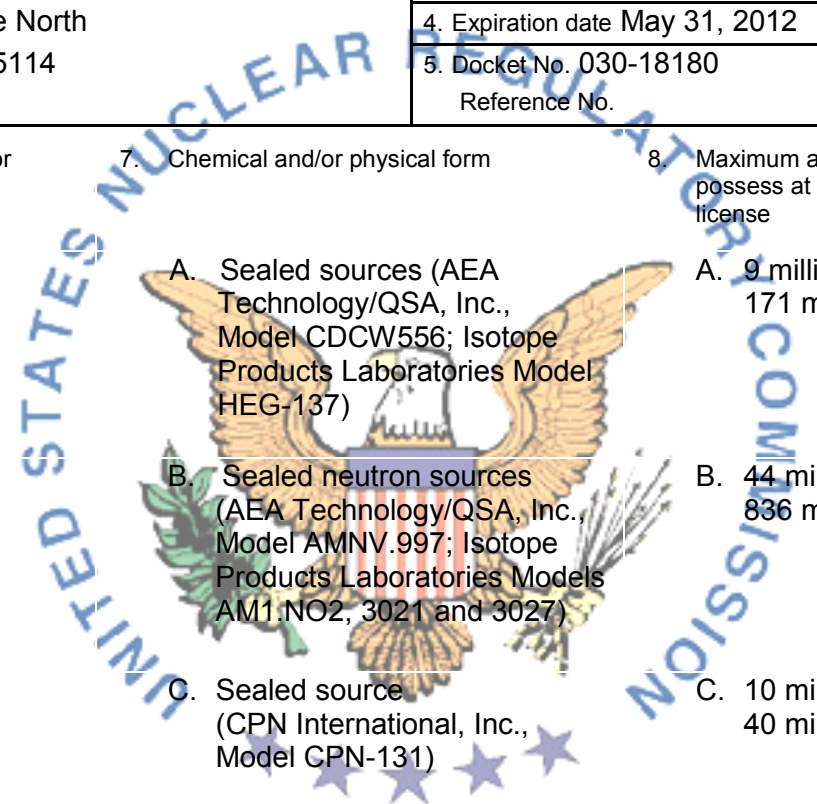 e North
5114
4. Expiration date May 31, 2012
5. Docket No. 030-18180
Reference No.
or
7. Chemical and/or physical form
8. Maximum a
possess at
license
A. Sealed sources (AEA
Technology/QSA, Inc.,
Model CDCW556; Isotope
Products Laboratories Model
HEG-137)
A. 9 milli
171 m
B. Sealed neutron sources
(AEA Technology/QSA, Inc.,
Model AMNV.997; Isotope
Products Laboratories Models
AM1.NO2, 3021 and 3027)
B. 44 mi
836 m
C. Sealed source
(CPN International, Inc.,
Model CPN-131)
C. 10 mi
40 mi
UNITED STATES NUCLEAR REGULATORY COMMISSION